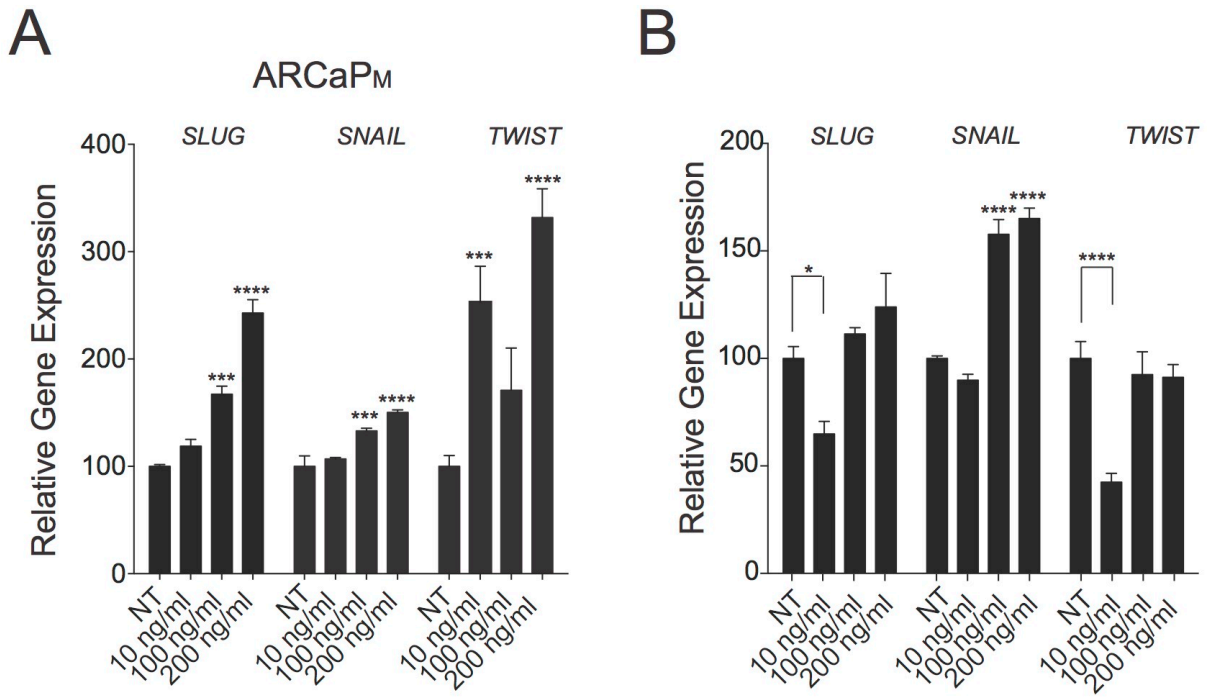 A
B
ARCaPM
SLUG SNAIL TWIST
Relative Gene Expression
400
300
200
100
0
*** **** *** **** *** ****
NT 10 ng/ml 100 ng/ml 200 ng/ml
NT 10 ng/ml 100 ng/ml 200 ng/ml
NT 10 ng/ml 100 ng/ml 200 ng/ml
SLUG SNAIL TWIST
Relative Gene Expression
200
150
100
50
0
* **** **** ****
NT 10 ng/ml 100 ng/ml 200 ng/ml
NT 10 ng/ml 100 ng/ml 200 ng/ml
NT 10 ng/ml 100 ng/ml 200 ng/ml